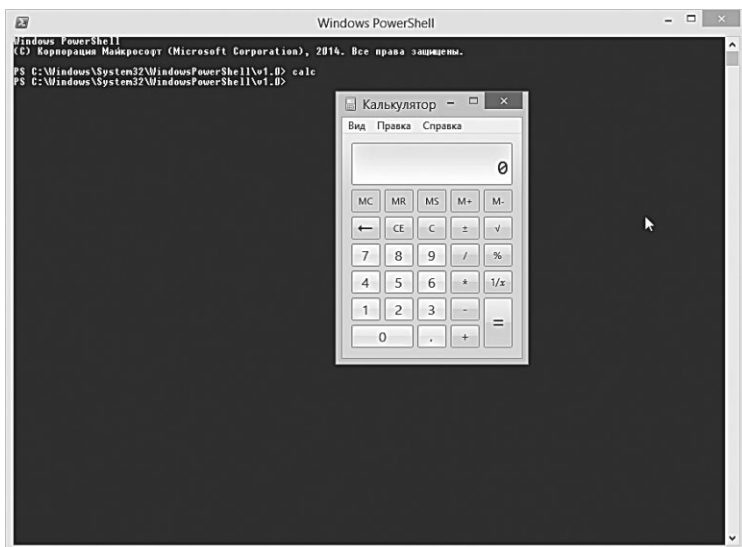 Windows PowerShell
Windows PowerShell
(C) Корпорация Майкрософт (Microsoft Corporation), 2014. Все права защищены.
PS C:\Windows\System32\WindowsPowerShell\v1.0> calc
PS C:\Windows\System32\WindowsPowerShell\v1.0>
Калькулятор
Вид Правка Справка
0
MC MR MS M+ M-
← CE C ± √
7 8 9 / %
4 5 6 * 1/x
1 2 3 - =
0 , +